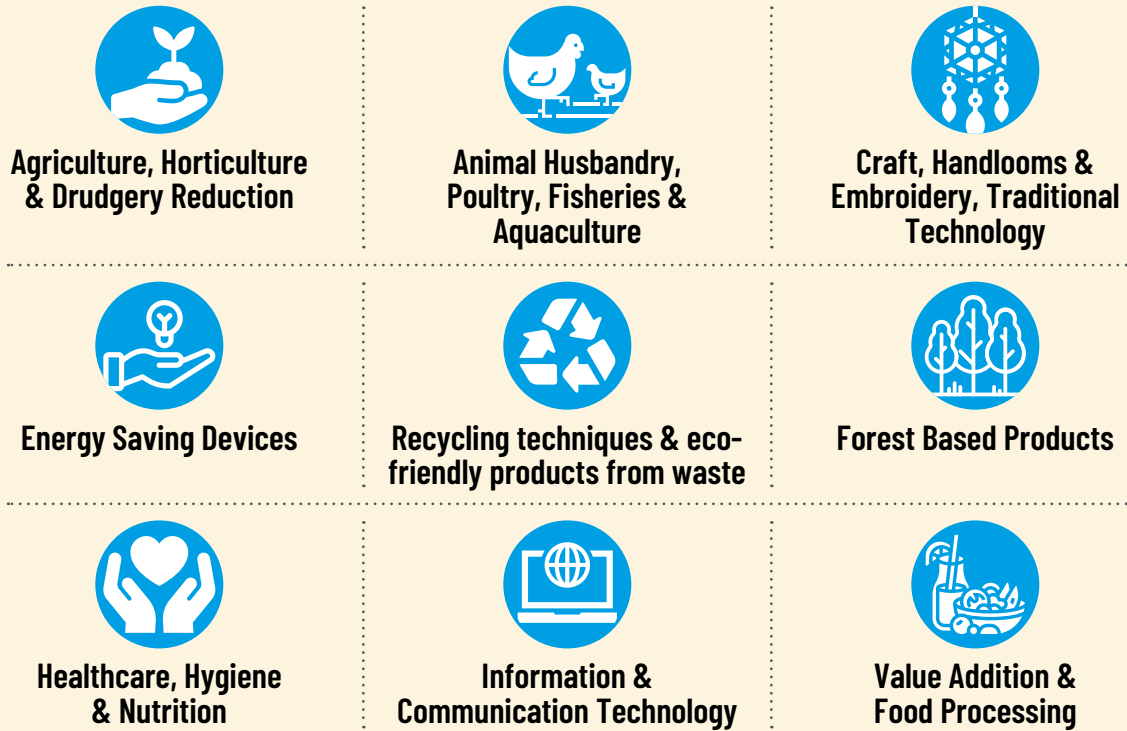 Agriculture, Horticulture
& Drudgery Reduction
Animal Husbandry,
Poultry, Fisheries &
Aquaculture
Craft, Handlooms &
Embroidery, Traditional
Technology
Energy Saving Devices
Recycling techniques & eco-
friendly products from waste
Forest Based Products
Healthcare, Hygiene
& Nutrition
Information &
Communication Technology
Value Addition &
Food Processing